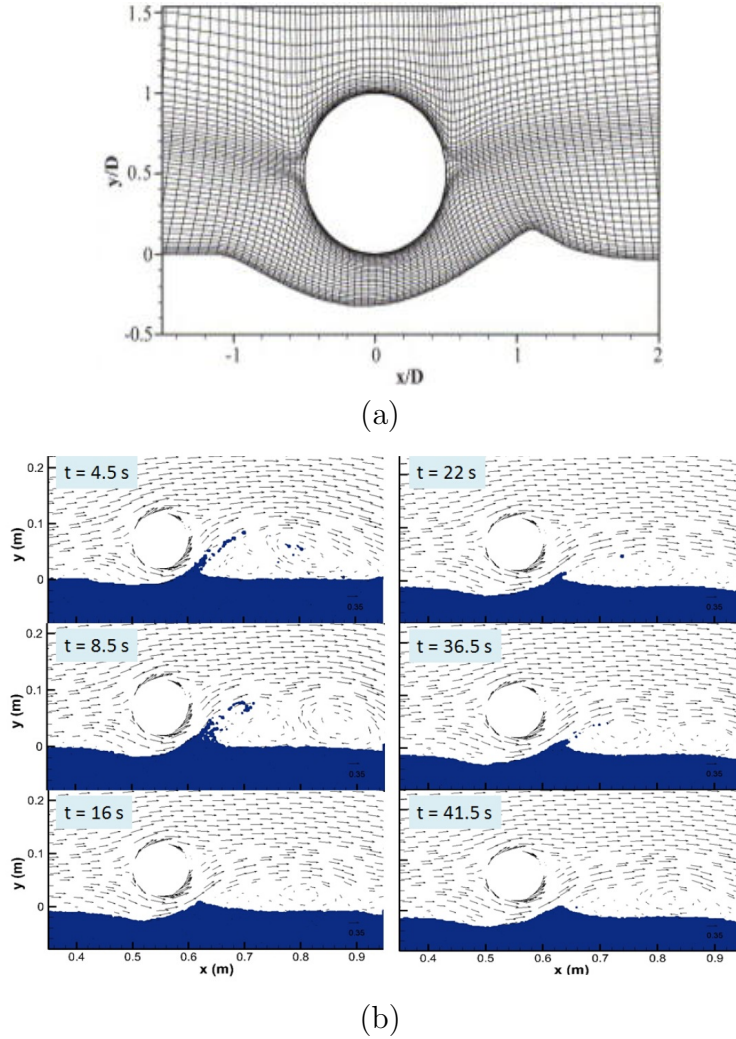 1.5
1
0.5
0
-0.5
y/D
-1 0 1 2
x/D
(a)
t = 4.5 s
t = 22 s
0.2
0.1
0
y (m)
0.35
0.35
t = 8.5 s
t = 36.5 s
0.2
0.1
0
y (m)
0.35
0.35
t = 16 s
t = 41.5 s
0.2
0.1
0
y (m)
0.35
0.35
0.4 0.5 0.6 0.7 0.8 0.9
0.4 0.5 0.6 0.7 0.8 0.9
x (m)
x (m)
(b)